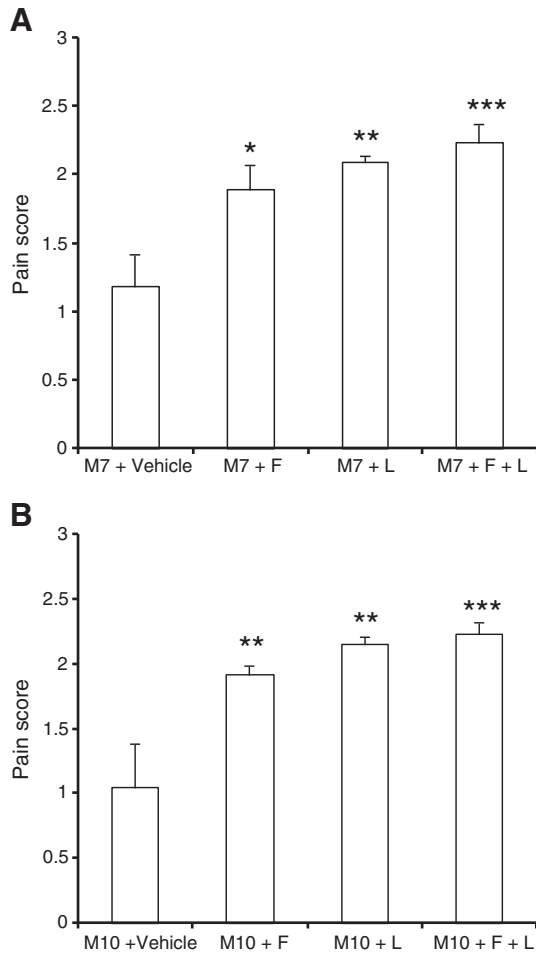 A
3
2.5
2
1.5
1
0.5
0
Pain score
*
**
***
M7 + Vehicle
M7 + F
M7 + L
M7 + F + L
B
3
2.5
2
1.5
1
0.5
0
Pain score
**
**
***
M10 +Vehicle
M10 + F
M10 + L
M10 + F + L